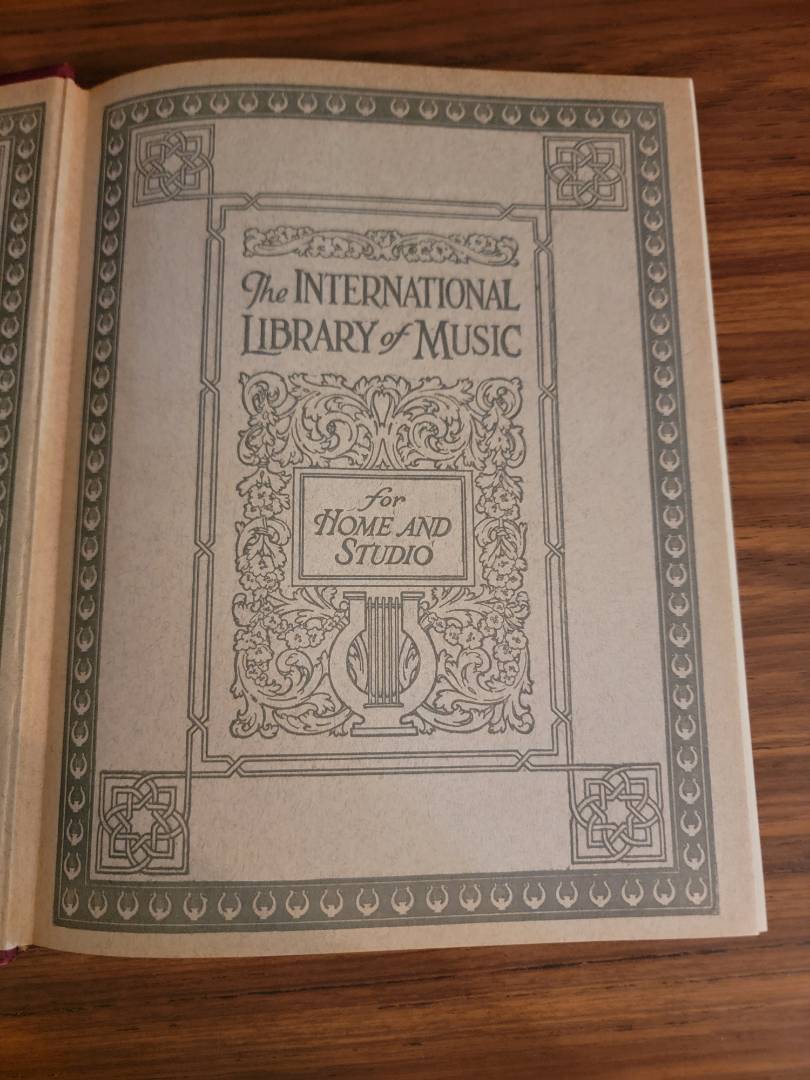 The INTERNATIONAL
LIBRARY of MUSIC
for
HOME AND
STUDIO